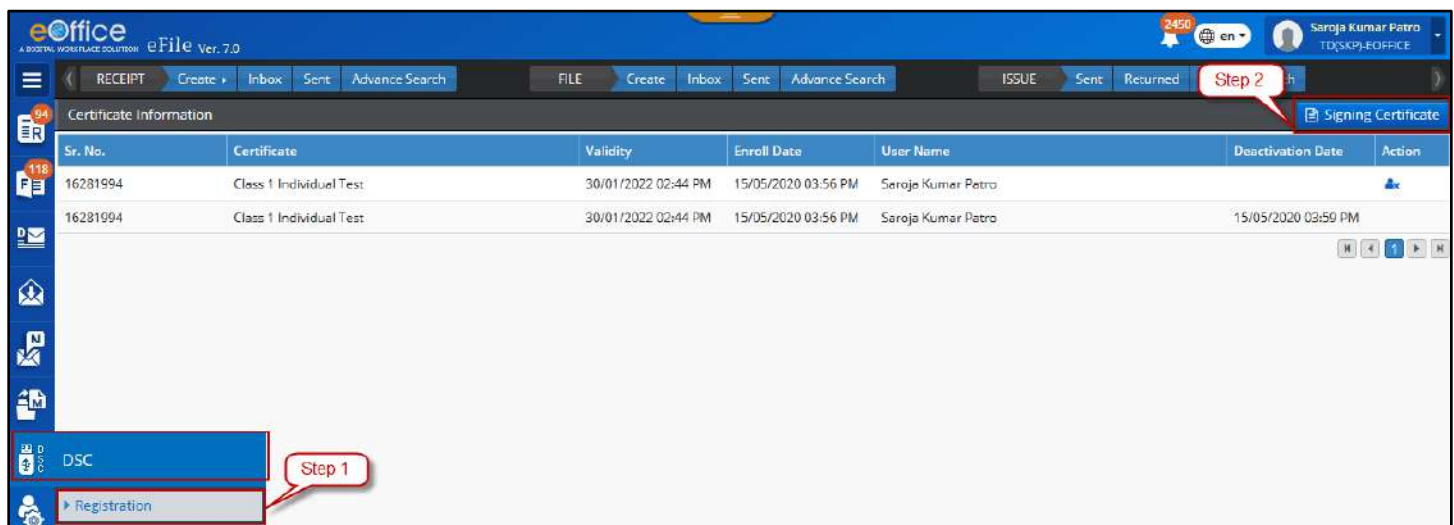 eOffice
A DIGITAL WORKPLACE SOLUTION eFile Ver. 7.0
2450 en Saroja Kumar Patro
TD(SKP)-EOFFICE
RECEIPT Create Inbox Sent Advance Search FILE Create Inbox Sent Advance Search ISSUE Sent Returned
Step 2
94 R
Certificate Information Signing Certificate
Sr. No. Certificate Validity Enroll Date User Name Deactivation Date Action
118 F
16281994 Class 1 Individual Test 30/01/2022 02:44 PM 15/05/2020 03:56 PM Saroja Kumar Patro
16281994 Class 1 Individual Test 30/01/2022 02:44 PM 15/05/2020 03:56 PM Saroja Kumar Patro 15/05/2020 03:59 PM
D
1
N
M
DSC DSC
Step 1
Registration